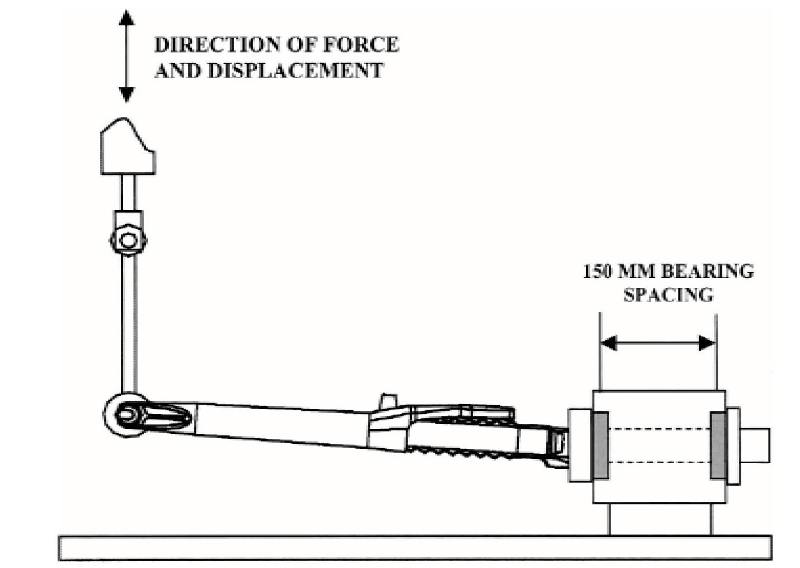 DIRECTION OF FORCE
AND DISPLACEMENT
150 MM BEARING
SPACING